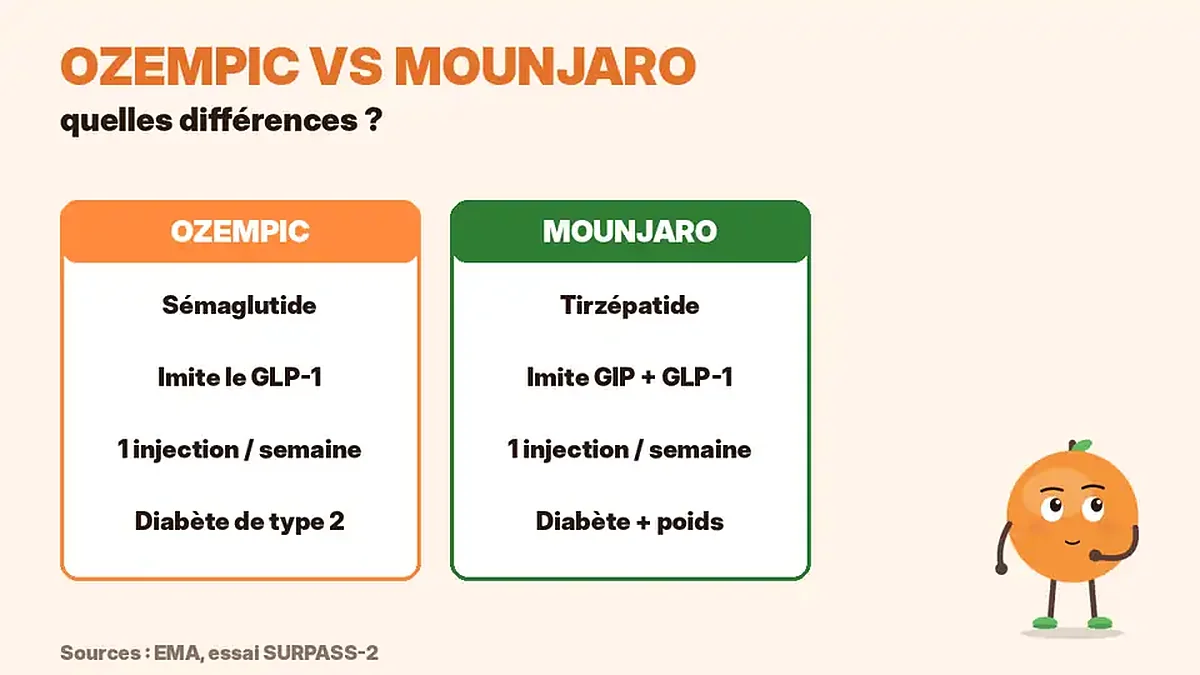 OZEMPIC VS MOUNJARO
quelles différences ?
OZEMPIC
Sémaglutide
Imite le GLP-1
1 injection / semaine
Diabète de type 2
MOUNJARO
Tirzépatide
Imite GIP + GLP-1
1 injection / semaine
Diabète + poids
Sources : EMA, essai SURPASS-2